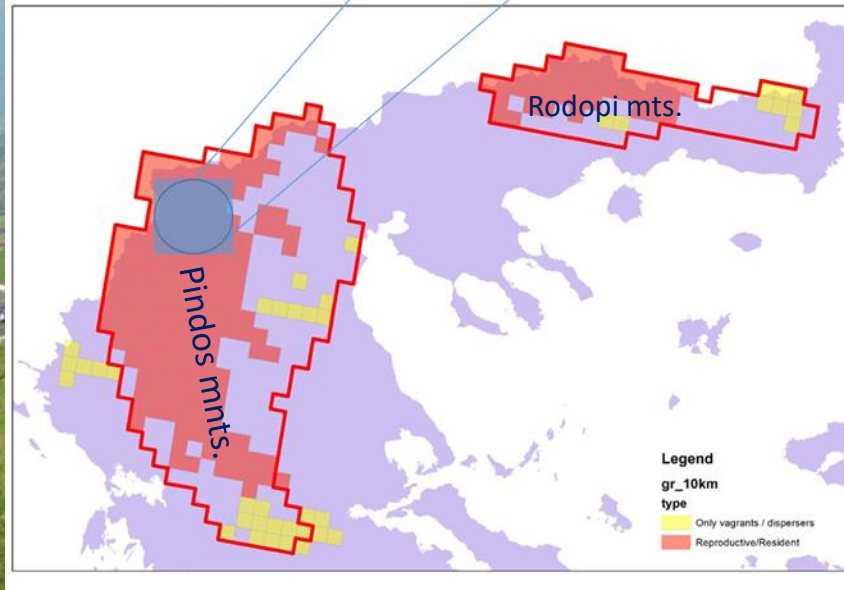 Rodopi mts.
Pindos mnts.
Legend
gr_10km
type
Only vagrants / dispersers
Reproductive/Resident